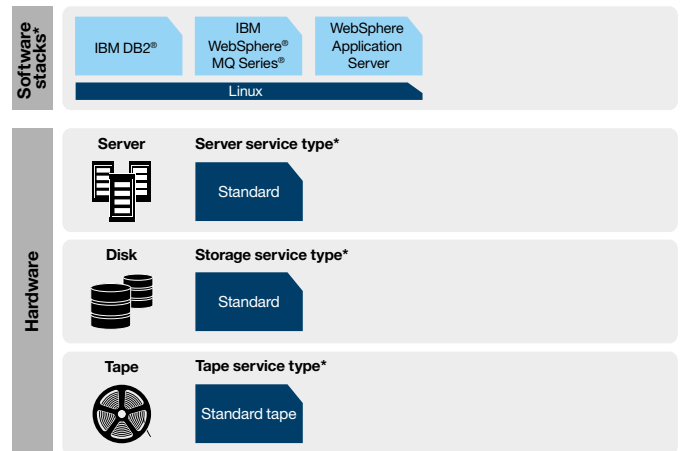 Software
stacks*
IBM DB2®
IBM
WebSphere®
MQ Series®
WebSphere
Application
Server
Linux
Hardware
Server
Server service type*
Standard
Disk
Storage service type*
Standard
Tape
Tape service type*
Standard tape